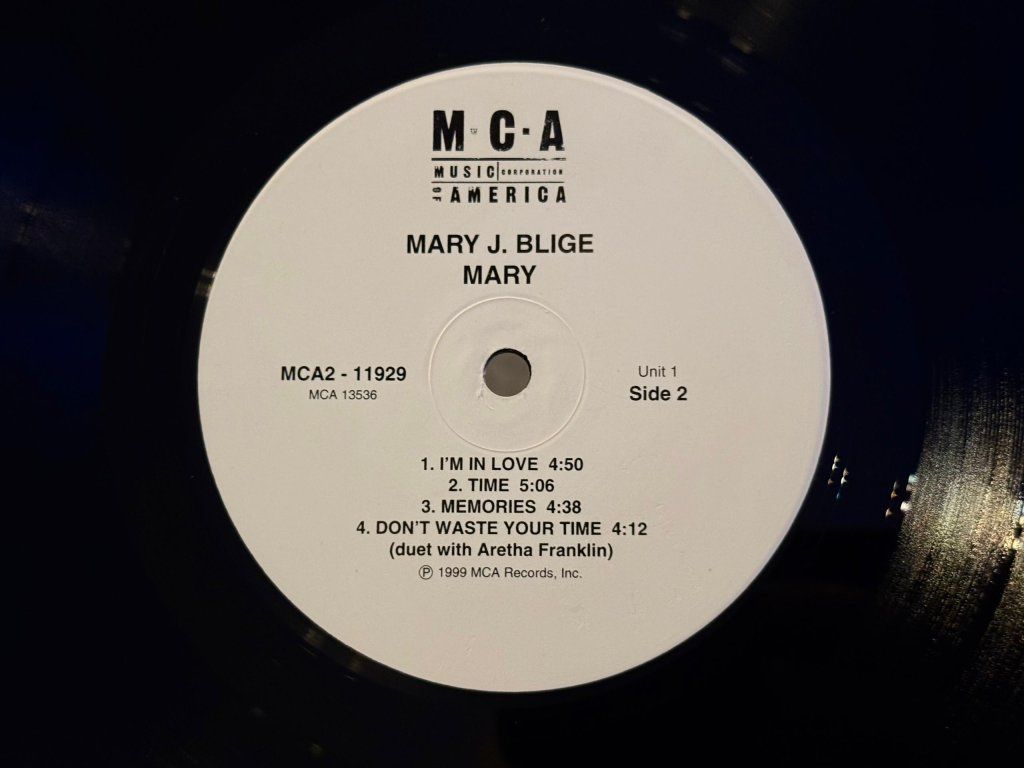 M™C·A
MUSIC CORPORATION
OF AMERICA
MARY J. BLIGE
MARY
MCA2 - 11929
MCA 13536
Unit 1
Side 2
1. I'M IN LOVE 4:50
2. TIME 5:06
3. MEMORIES 4:38
4. DON'T WASTE YOUR TIME 4:12
(duet with Aretha Franklin)
℗ 1999 MCA Records, Inc.